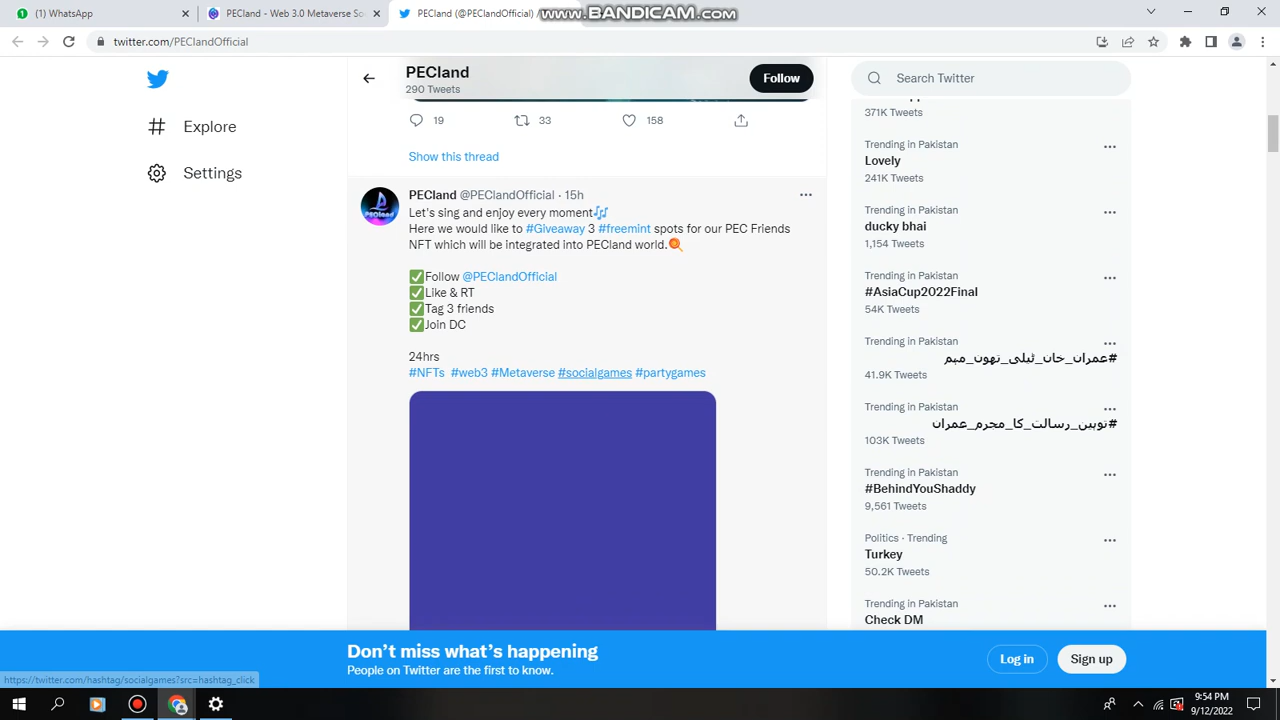 (1) WhatsApp
PECland - Web 3.0 Metaverse So
PECland (@PEClandOfficial) /
www.BANDICAM.com
twitter.com/PEClandOfficial
PECland
290 Tweets
Follow
Search Twitter
Explore
Settings
19 33 158
Show this thread
PECland @PEClandOfficial · 15h
Let's sing and enjoy every moment🎶
Here we would like to #Giveaway 3 #freemint spots for our PEC Friends
NFT which will be integrated into PECland world.🍭
✅Follow @PEClandOfficial
✅Like & RT
✅Tag 3 friends
✅Join DC
24hrs
#NFTs #web3 #Metaverse #socialgames #partygames
371K Tweets
Trending in Pakistan
Lovely
241K Tweets
Trending in Pakistan
ducky bhai
1,154 Tweets
Trending in Pakistan
#AsiaCup2022Final
54K Tweets
Trending in Pakistan
#عمران_خان_ٹیلی_تھون_مہم
41.9K Tweets
Trending in Pakistan
#توہین_رسالت_کا_مجرم_عمران
103K Tweets
Trending in Pakistan
#BehindYouShaddy
9,561 Tweets
Politics · Trending
Turkey
50.2K Tweets
Trending in Pakistan
Check DM
Don't miss what's happening
People on Twitter are the first to know.
Log in
Sign up
https://twitter.com/hashtag/socialgames?src=hashtag_click
9:54 PM
9/12/2022